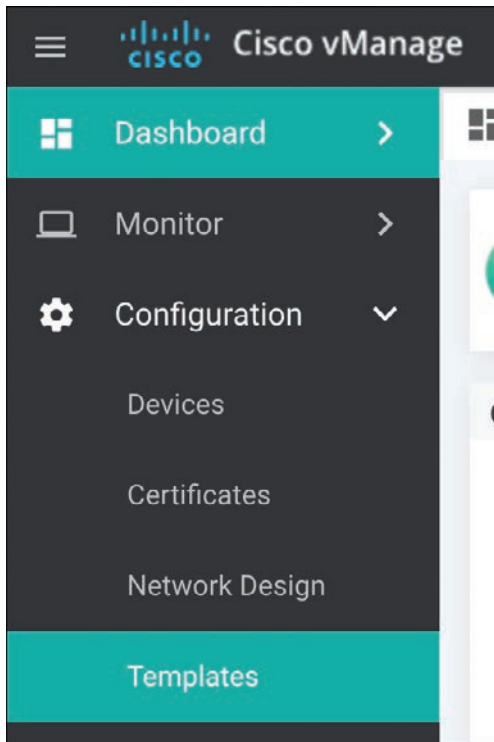 CISCO Cisco vManage
Dashboard
Monitor
Configuration
Devices
Certificates
Network Design
Templates